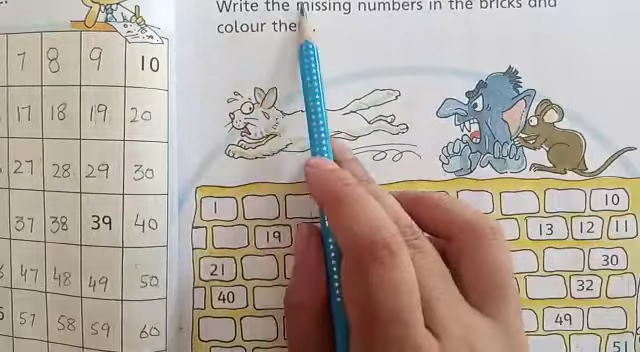 Write the missing numbers in the bricks and
colour the
7 8 9 10
17 18 19 20
27 28 29 30
37 38 39 40
47 48 49 50
57 58 59 60
1 10
19 13 12 11
21 30
40 32
49
51